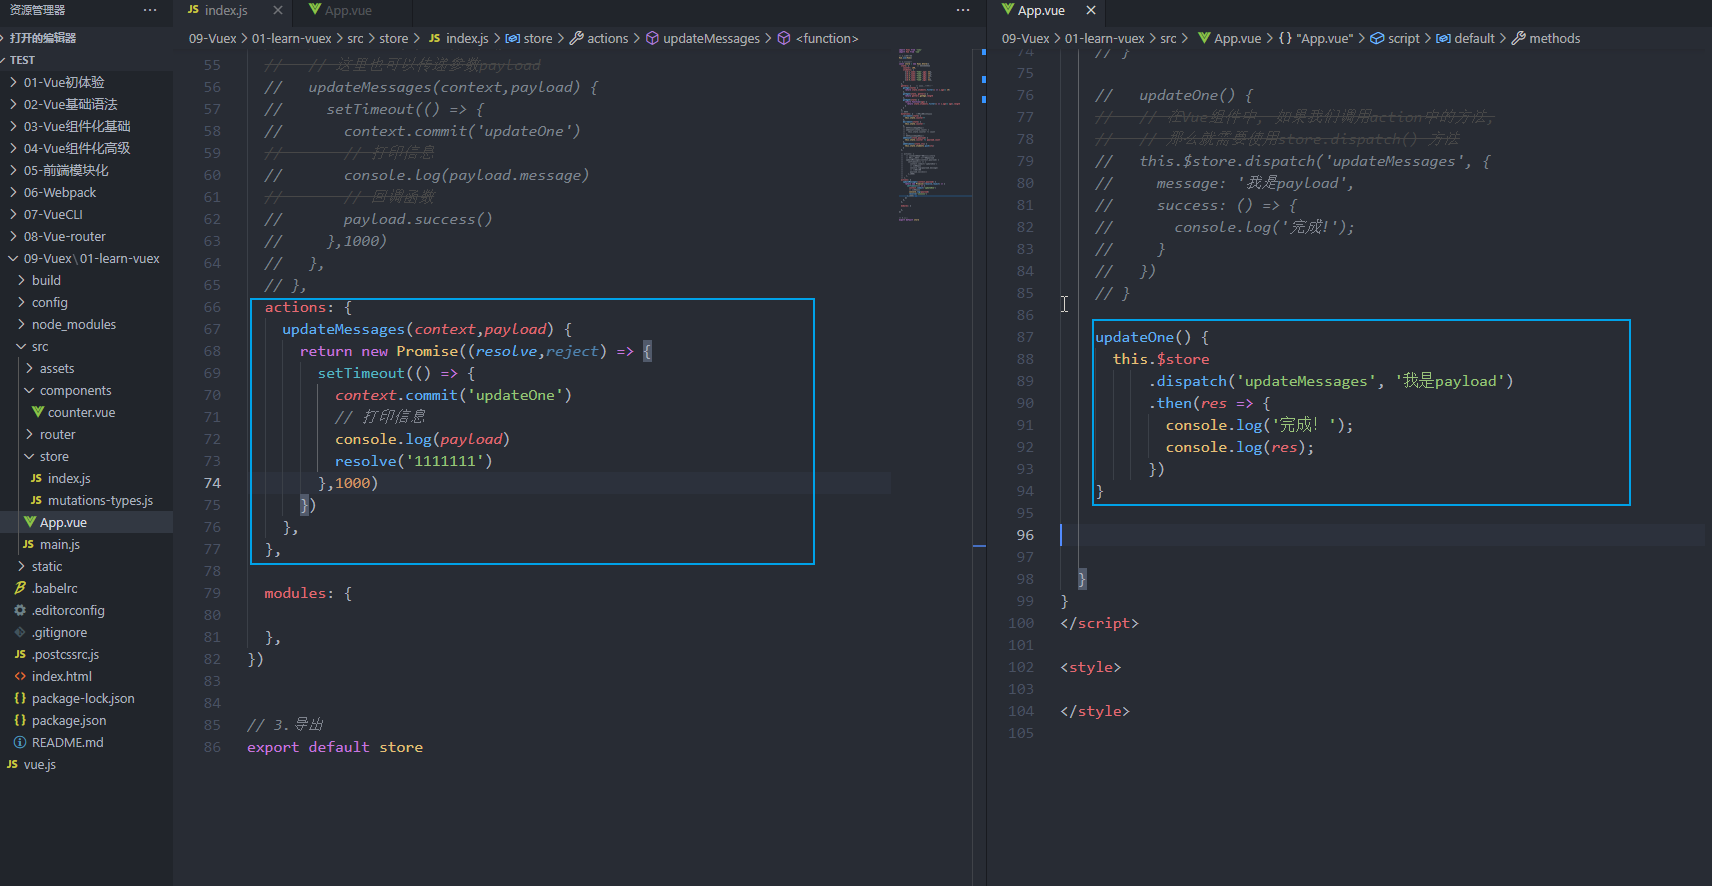 资源管理器 ···
打开的编辑器
TEST
01-Vue初体验
02-Vue基础语法
03-Vue组件化基础
04-Vue组件化高级
05-前端模块化
06-Webpack
07-VueCLI
08-Vue-router
09-Vuex\01-learn-vuex
build
config
node_modules
src
assets
components
counter.vue
router
store
JS index.js
JS mutations-types.js
App.vue
JS main.js
static
.babelrc
.editorconfig
.gitignore
JS .postcssrc.js
<> index.html
{} package-lock.json
{} package.json
README.md
JS vue.js
JS index.js × App.vue ···
09-Vuex > 01-learn-vuex > src > store > JS index.js > store > actions > updateMessages > <function>
55 // // 这里也可以传递参数payload
56 // updateMessages(context,payload) {
57 // setTimeout(() => {
58 // context.commit('updateOne')
59 // // 打印信息
60 // console.log(payload.message)
61 // // 回调函数
62 // payload.success()
63 // },1000)
64 // },
65 // },
66 actions: {
67 updateMessages(context,payload) {
68 return new Promise((resolve,reject) => {
69 setTimeout(() => {
70 context.commit('updateOne')
71 // 打印信息
72 console.log(payload)
73 resolve('1111111')
74 },1000)
75 })
76 },
77 },
78
79 modules: {
80
81 },
82 })
83
84
85 // 3.导出
86 export default store
App.vue ×
09-Vuex > 01-learn-vuex > src > App.vue > {} "App.vue" > script > default > methods
74 // }
75
76 // updateOne() {
77 // // 在Vue组件中, 如果我们调用action中的方法,
78 // // 那么就需要使用store.dispatch() 方法
79 // this.$store.dispatch('updateMessages', {
80 // message: '我是payload',
81 // success: () => {
82 // console.log('完成!');
83 // }
84 // })
85 // }
86
87 updateOne() {
88 this.$store
89 .dispatch('updateMessages', '我是payload')
90 .then(res => {
91 console.log('完成！');
92 console.log(res);
93 })
94 }
95
96
97
98 }
99 }
100 </script>
101
102 <style>
103
104 </style>
105